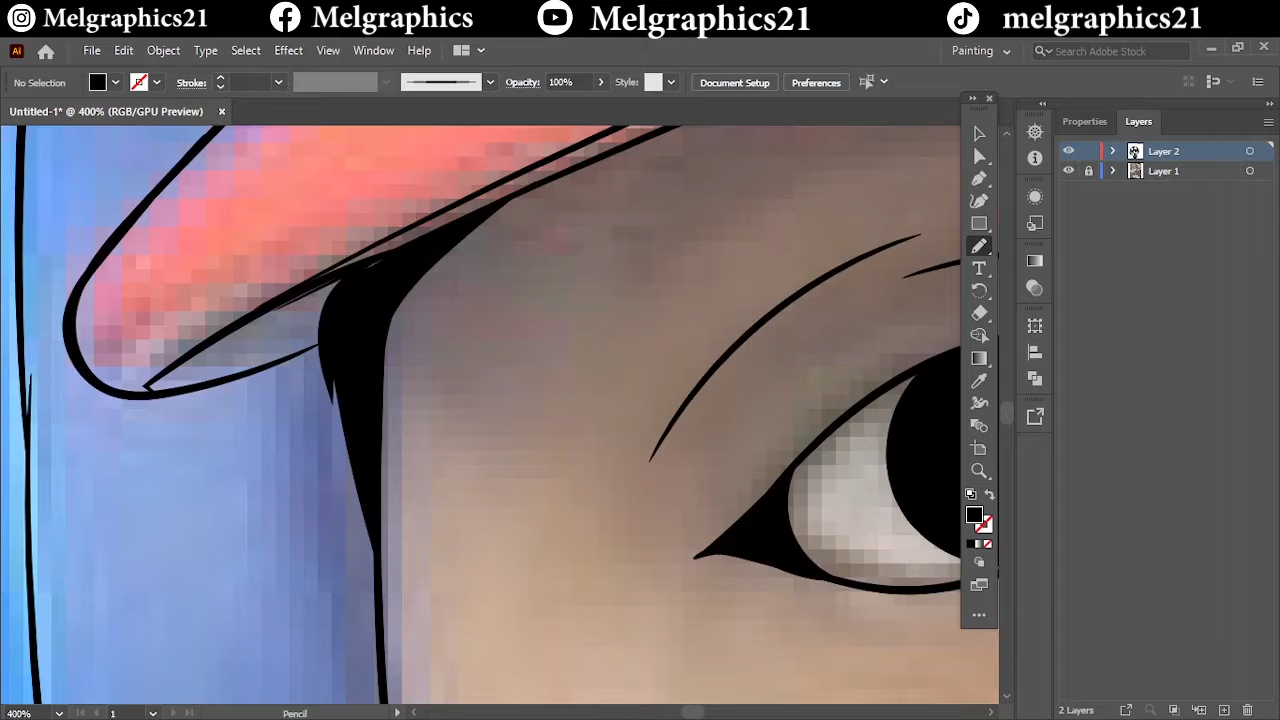 Melgraphics21 Melgraphics Melgraphics21 melgraphics21
Ai File Edit Object Type Select Effect View Window Help Painting Search Adobe Stock
No Selection Stroke: Opacity: 100% Style: Document Setup Preferences
Untitled-1* @ 400% (RGB/GPU Preview)
Properties Layers
Layer 2
Layer 1
T
400% 1 Pencil 2 Layers